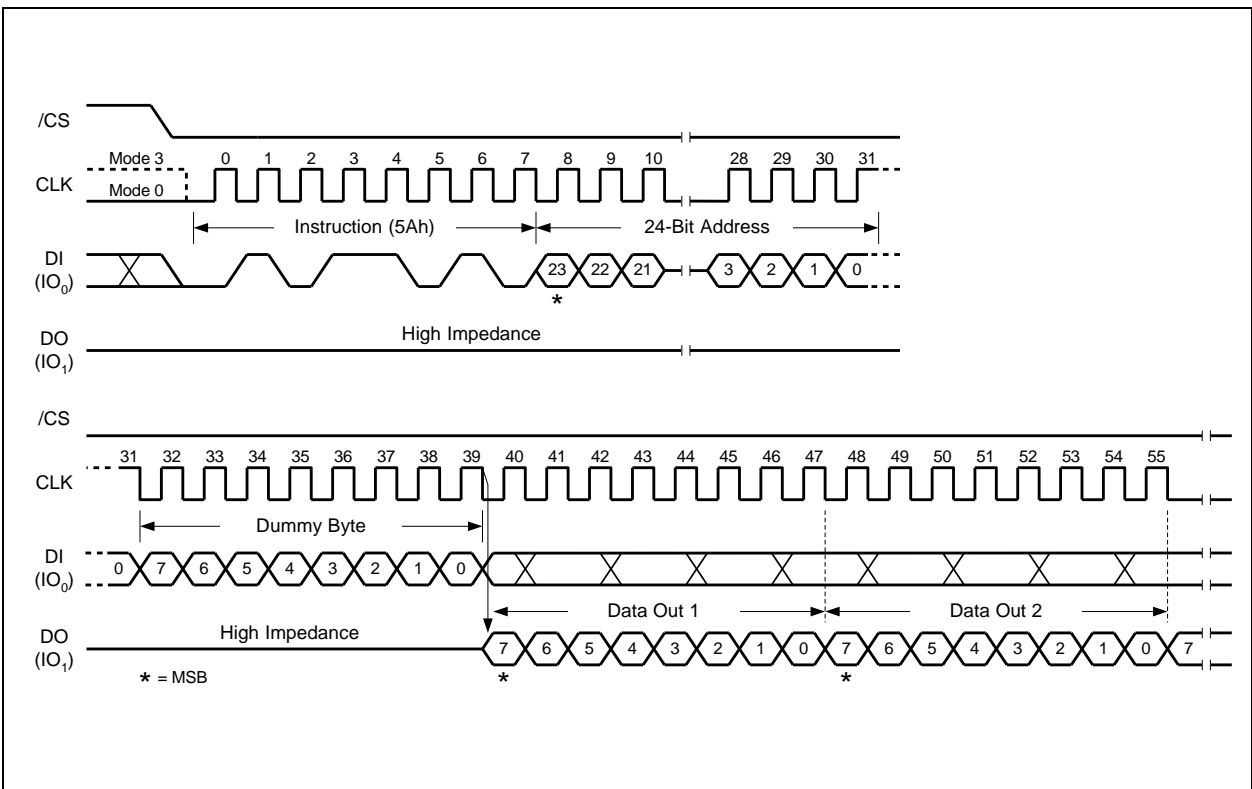 /CS
Mode 3 0 1 2 3 4 5 6 7 8 9 10 28 29 30 31
CLK
Mode 0
Instruction (5Ah) 24-Bit Address
DI
(IO0)
23 22 21 3 2 1 0
*
High Impedance
DO
(IO1)
/CS
31 32 33 34 35 36 37 38 39 40 41 42 43 44 45 46 47 48 49 50 51 52 53 54 55
CLK
Dummy Byte
DI
(IO0)
0 7 6 5 4 3 2 1 0
Data Out 1 Data Out 2
High Impedance
DO
(IO1)
7 6 5 4 3 2 1 0 7 6 5 4 3 2 1 0 7
* = MSB * *